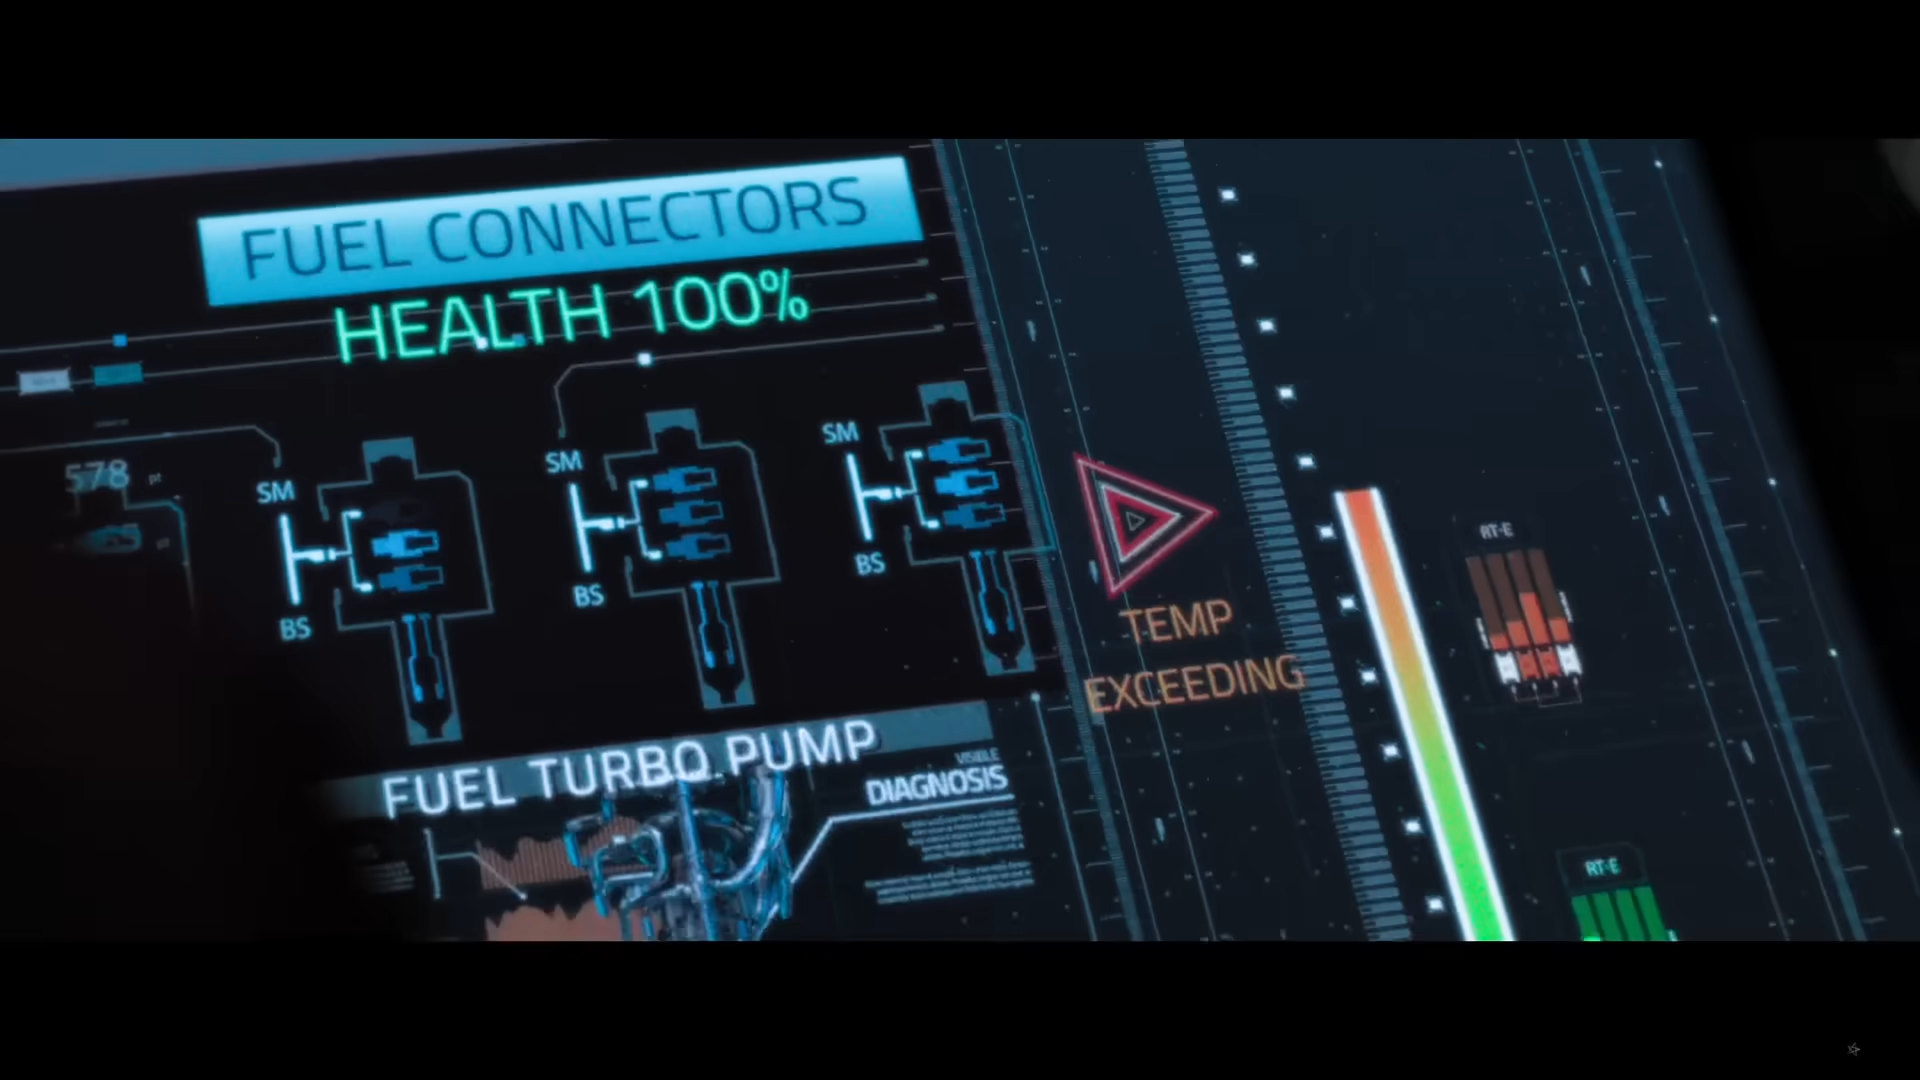 FUEL CONNECTORS
HEALTH 100%
578 pt
SM
BS
SM
BS
SM
BS
TEMP
EXCEEDING
RT-E
FUEL TURBO PUMP
VISIBLE
DIAGNOSIS
RT-E